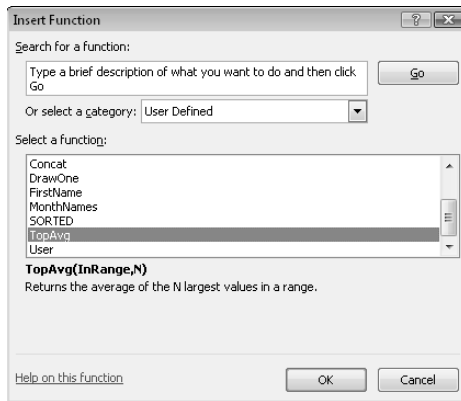 Insert Function
Search for a function:
Type a brief description of what you want to do and then click
Go
Go
Or select a category: User Defined
Select a function:
Concat
DrawOne
FirstName
MonthNames
SORTED
TopAvg
User
TopAvg(InRange,N)
Returns the average of the N largest values in a range.
Help on this function
OK
Cancel